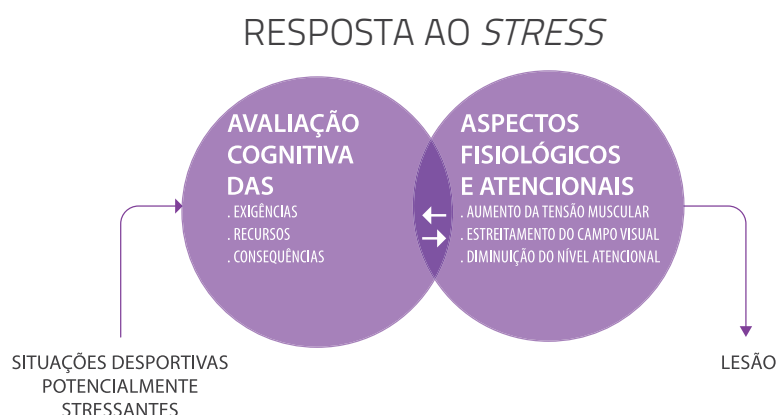 RESPOSTA AO STRESS
AVALIAÇÃO
COGNITIVA
DAS
. EXIGÊNCIAS
. RECURSOS
. CONSEQUÊNCIAS
ASPECTOS
FISIOLÓGICOS
E ATENCIONAIS
. AUMENTO DA TENSÃO MUSCULAR
. ESTREITAMENTO DO CAMPO VISUAL
. DIMINUIÇÃO DO NÍVEL ATENCIONAL
SITUAÇÕES DESPORTIVAS
POTENCIALMENTE
STRESSANTES
LESÃO